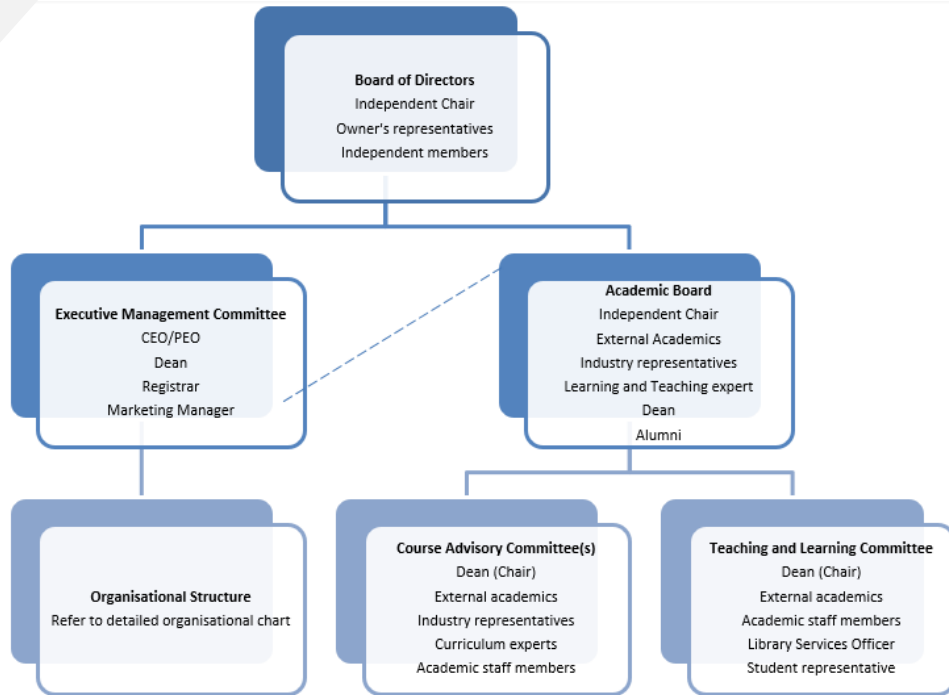 Board of Directors
Independent Chair
Owner's representatives
Independent members
Executive Management Committee
CEO/PEO
Dean
Registrar
Marketing Manager
Academic Board
Independent Chair
External Academics
Industry representatives
Learning and Teaching expert
Dean
Alumni
Organisational Structure
Refer to detailed organisational chart
Course Advisory Committee(s)
Dean (Chair)
External academics
Industry representatives
Curriculum experts
Academic staff members
Teaching and Learning Committee
Dean (Chair)
External academics
Academic staff members
Library Services Officer
Student representative